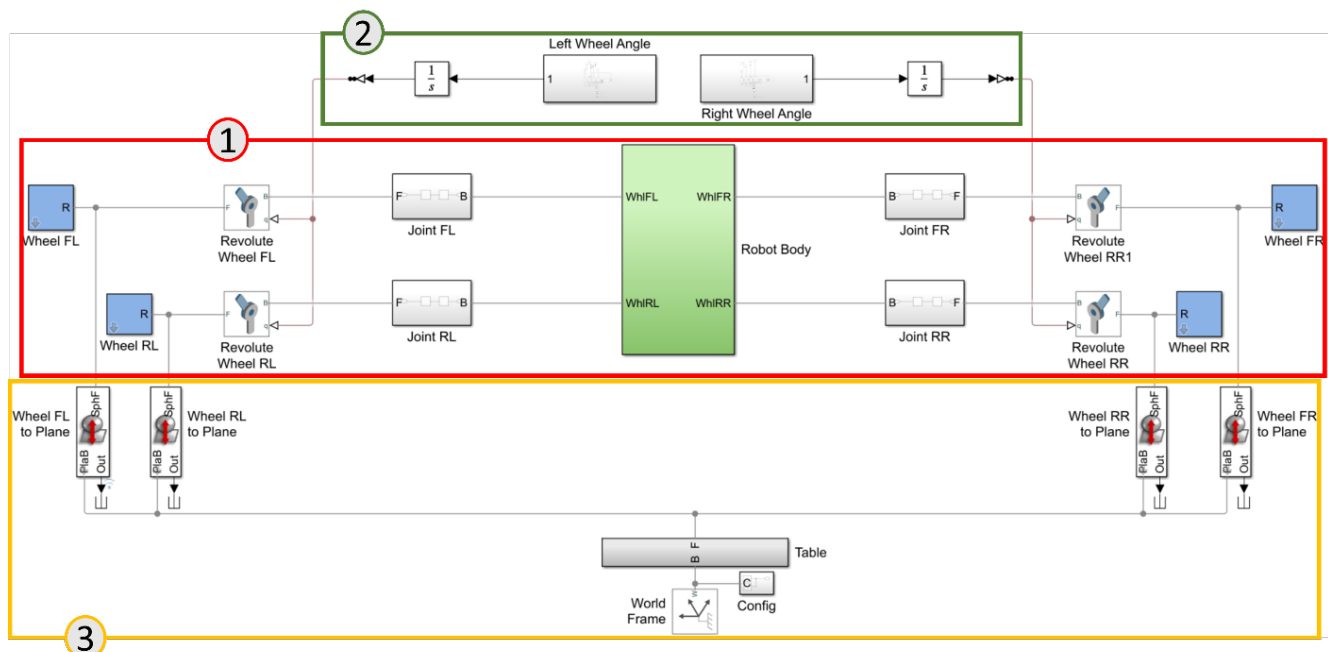 2
Left Wheel Angle
1
1
s
1
1
s
Right Wheel Angle
1
R
Wheel FL
F
B
q
Revolute
Wheel FL
F
B
Joint FL
WhlFL
WhlFR
Robot Body
B
F
Joint FR
B
q
F
Revolute
Wheel RR1
R
Wheel FR
R
Wheel RL
F
B
q
Revolute
Wheel RL
F
B
Joint RL
WhlRL
WhlRR
B
F
Joint RR
B
q
F
Revolute
Wheel RR
R
Wheel RR
Wheel FL
to Plane
SphF
PlaB
Out
SphF
PlaB
Out
Wheel RL
to Plane
Wheel RR
to Plane
SphF
PlaB
Out
SphF
PlaB
Out
Wheel FR
to Plane
F
B
Table
C
Config
W
World
Frame
3